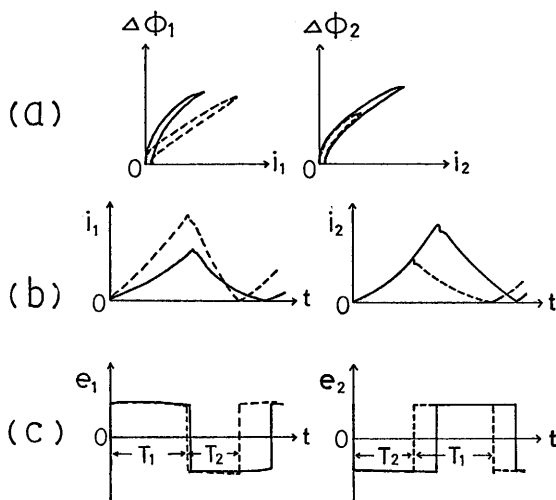 ΔΦ₁ ΔΦ₂
(a)
0 i₁ 0 i₂
i₁ i₂
(b)
0 t 0 t
e₁ e₂
(c)
0 T₁ T₂ t 0 T₂ T₁ t